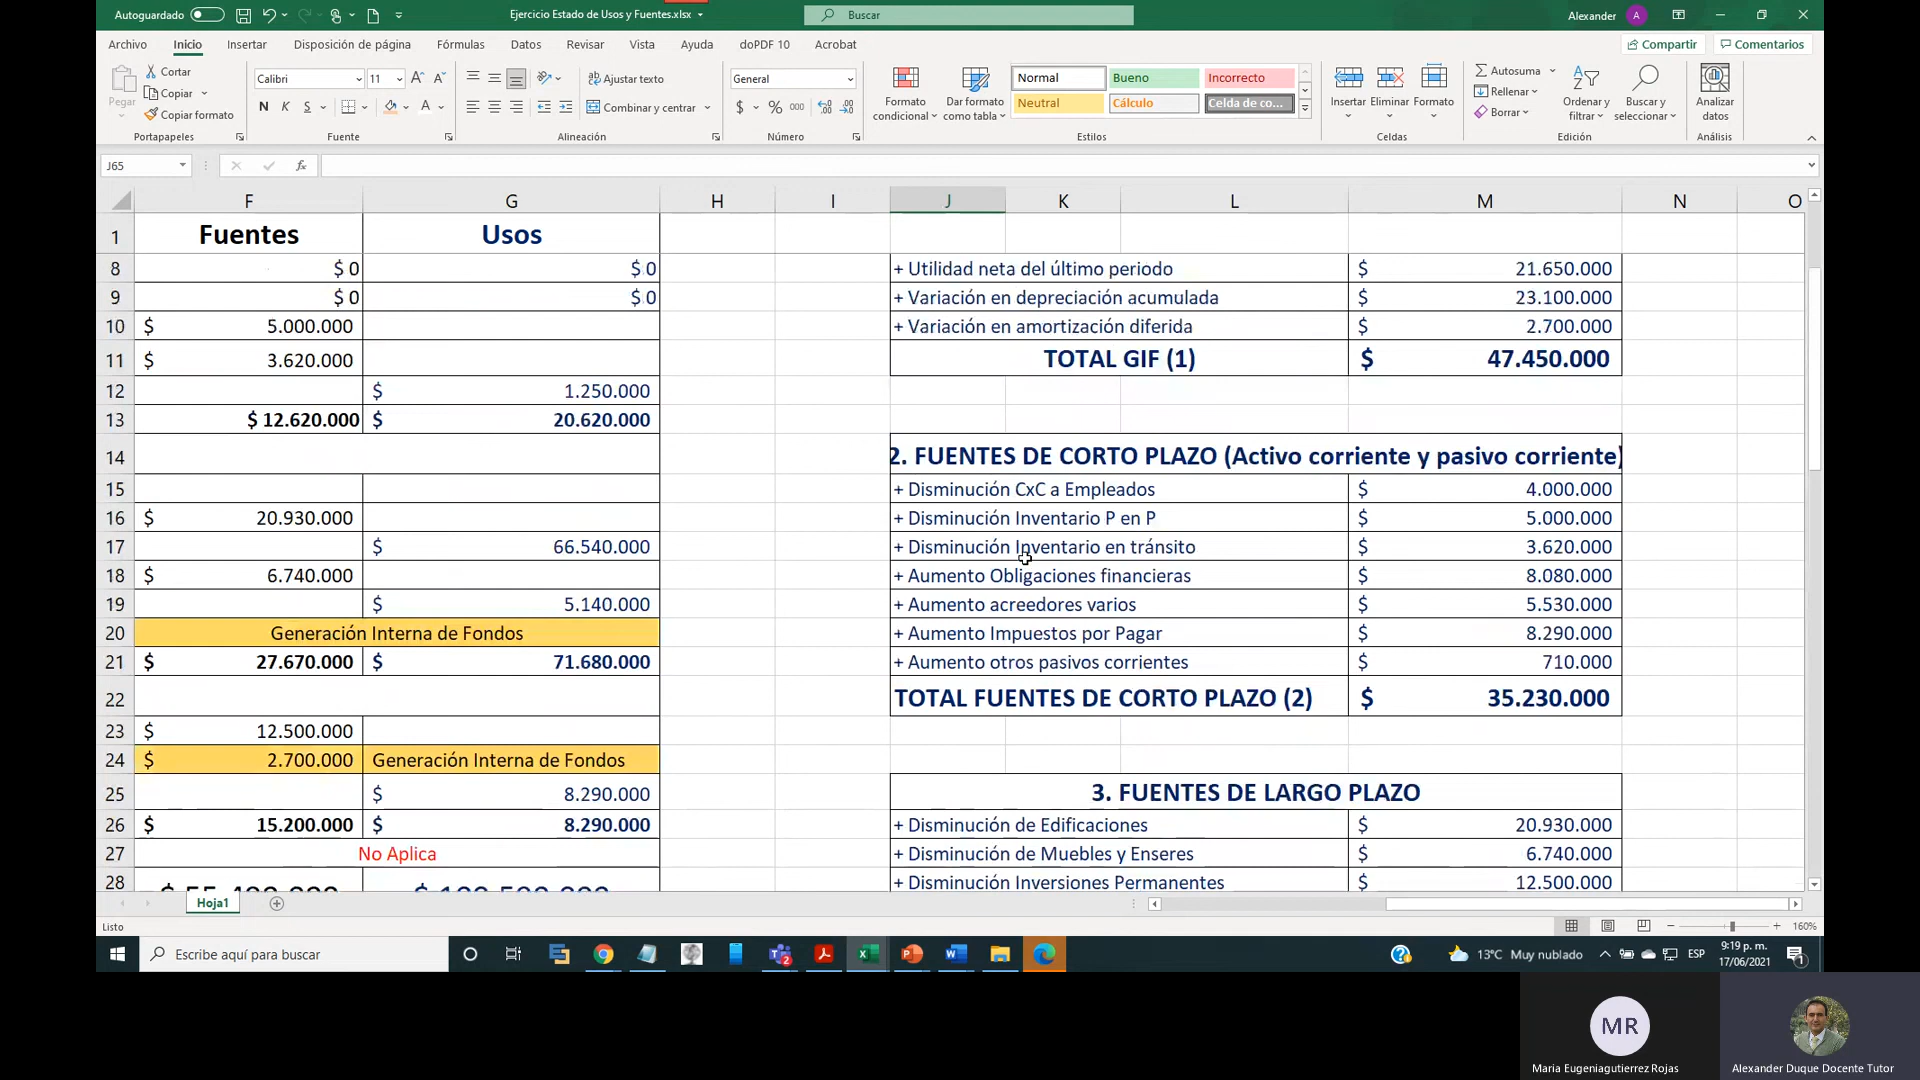 Autoguardado
Ejercicio Estado de Usos y Fuentes.xlsx
Buscar
Alexander
A
Archivo Inicio Insertar Disposición de página Fórmulas Datos Revisar Vista Ayuda doPDF 10 Acrobat
Compartir Comentarios
Pegar
Cortar
Copiar
Copiar formato
Portapapeles
Calibri 11
N K S
Fuente
Ajustar texto
Combinar y centrar
Alineación
General
$ % 000
Número
Formato condicional
Dar formato como tabla
Normal Bueno Incorrecto
Neutral Cálculo Celda de co...
Estilos
Insertar Eliminar Formato
Celdas
Autosuma
Rellenar
Borrar
Ordenar y filtrar
Buscar y seleccionar
Edición
Analizar datos
Análisis
J65
fx
F G H I J K L M N O
1 Fuentes Usos
8 $ 0 $ 0 + Utilidad neta del último periodo $ 21.650.000
9 $ 0 $ 0 + Variación en depreciación acumulada $ 23.100.000
10 $ 5.000.000 + Variación en amortización diferida $ 2.700.000
11 $ 3.620.000 TOTAL GIF (1) $ 47.450.000
12 $ 1.250.000
13 $ 12.620.000 $ 20.620.000
14 2. FUENTES DE CORTO PLAZO (Activo corriente y pasivo corriente)
15 + Disminución CxC a Empleados $ 4.000.000
16 $ 20.930.000 + Disminución Inventario P en P $ 5.000.000
17 $ 66.540.000 + Disminución Inventario en tránsito $ 3.620.000
18 $ 6.740.000 + Aumento Obligaciones financieras $ 8.080.000
19 $ 5.140.000 + Aumento acreedores varios $ 5.530.000
20 Generación Interna de Fondos + Aumento Impuestos por Pagar $ 8.290.000
21 $ 27.670.000 $ 71.680.000 + Aumento otros pasivos corrientes $ 710.000
22 TOTAL FUENTES DE CORTO PLAZO (2) $ 35.230.000
23 $ 12.500.000
24 $ 2.700.000 Generación Interna de Fondos
25 $ 8.290.000 3. FUENTES DE LARGO PLAZO
26 $ 15.200.000 $ 8.290.000 + Disminución de Edificaciones $ 20.930.000
27 No Aplica + Disminución de Muebles y Enseres $ 6.740.000
28 + Disminución Inversiones Permanentes $ 12.500.000
Hoja1
Listo
160%
Escribe aquí para buscar
13°C Muy nublado
ESP
9:19 p. m.
17/06/2021
MR
Maria Eugeniagutierrez Rojas
Alexander Duque Docente Tutor